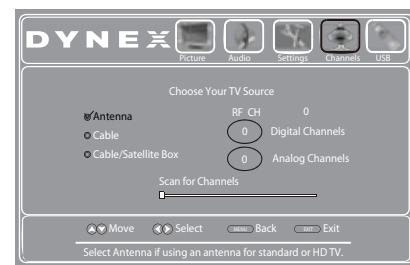 DYNEX
Picture Audio Settings Channels USB
Choose Your TV Source
Antenna RF CH 0
Cable 0 Digital Channels
Cable/Satellite Box 0 Analog Channels
Scan for Channels
Move Select MENU Back EXIT Exit
Select Antenna if using an antenna for standard or HD TV.